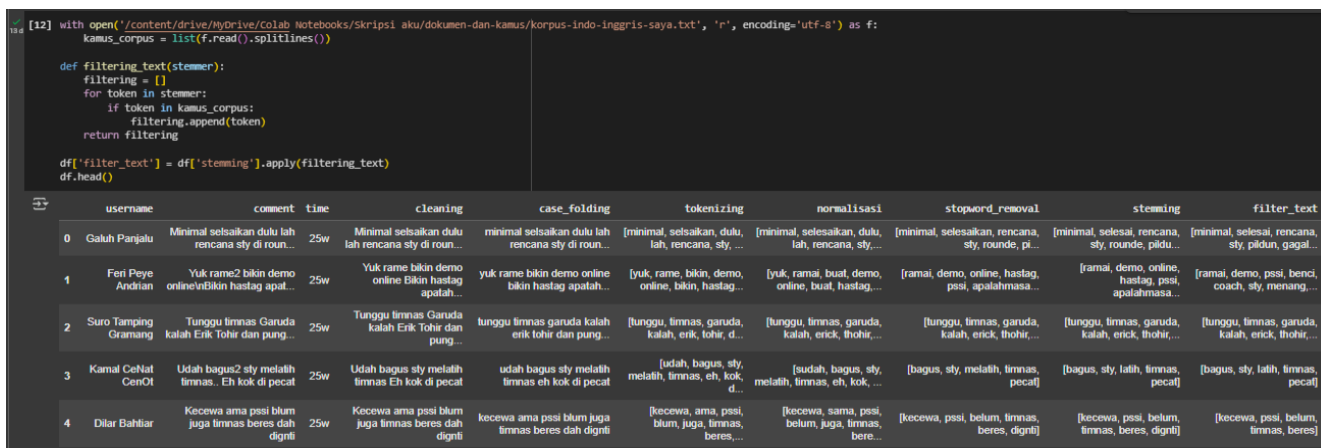 [12] with open('/content/drive/MyDrive/Colab Notebooks/Skripsi aku/dokumen-dan-kamus/korpus-indo-inggris-saya.txt', 'r', encoding='utf-8') as f:
13d
kamus_corpus = list(f.read().splitlines())
def filtering_text(stemmer):
filtering = []
for token in stemmer:
if token in kamus_corpus:
filtering.append(token)
return filtering
df['filter_text'] = df['stemming'].apply(filtering_text)
df.head()
username comment time cleaning case_folding tokenizing normalisasi stopword_removal stemming filter_text
0 Galuh Panjalu Minimal selsaikan dulu lah rencana sty di roun... 25w Minimal selsaikan dulu lah rencana sty di roun... minimal selsaikan dulu lah rencana sty di roun... [minimal, selsaikan, dulu, lah, rencana, sty, ... [minimal, selesaikan, dulu, lah, rencana, sty,... [minimal, selesaikan, rencana, sty, rounde, pi... [minimal, selesai, rencana, sty, rounde, pildu... [minimal, selesai, rencana, sty, pildun, gagal...
1 Feri Peye Andrian Yuk rame2 bikin demo online\nBikin hastag apat... 25w Yuk rame bikin demo online Bikin hastag apatah... yuk rame bikin demo online bikin hastag apatah... [yuk, rame, bikin, demo, online, bikin, hastag... [yuk, ramai, buat, demo, online, buat, hastag,... [ramai, demo, online, hastag, pssi, apalahmasa... [ramai, demo, online, hastag, pssi, apalahmasa... [ramai, demo, pssi, benci, coach, sty, menang,...
2 Suro Tamping Gramang Tunggu timnas Garuda kalah Erik Tohir dan pung... 25w Tunggu timnas Garuda kalah Erik Tohir dan pung... tunggu timnas garuda kalah erik tohir dan pung... [tunggu, timnas, garuda, kalah, erik, tohir, d... [tunggu, timnas, garuda, kalah, erick, thohir,... [tunggu, timnas, garuda, kalah, erick, thohir,... [tunggu, timnas, garuda, kalah, erick, thohir,... [tunggu, timnas, garuda, kalah, erick, thohir,...
3 Kamal CeNat CenOt Udah bagus2 sty melatih timnas.. Eh kok di pecat 25w Udah bagus sty melatih timnas Eh kok di pecat udah bagus sty melatih timnas eh kok di pecat [udah, bagus, sty, melatih, timnas, eh, kok, d... [sudah, bagus, sty, melatih, timnas, eh, kok, ... [bagus, sty, melatih, timnas, pecat] [bagus, sty, latih, timnas, pecat] [bagus, sty, latih, timnas, pecat]
4 Dilar Bahtiar Kecewa ama pssi blum juga timnas beres dah dignti 25w Kecewa ama pssi blum juga timnas beres dah dignti kecewa ama pssi blum juga timnas beres dah dignti [kecewa, ama, pssi, blum, juga, timnas, beres,... [kecewa, sama, pssi, belum, juga, timnas, bere... [kecewa, pssi, belum, timnas, beres, dignti] [kecewa, pssi, belum, timnas, beres, dignti] [kecewa, pssi, belum, timnas, beres]